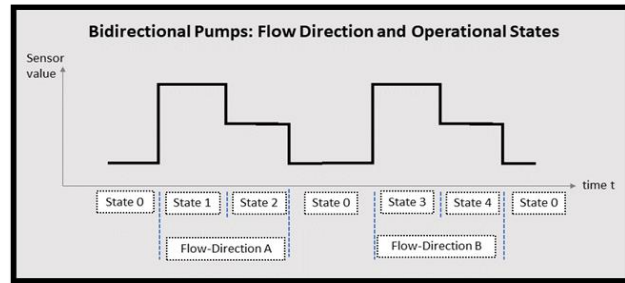 Bidirectional Pumps: Flow Direction and Operational States
Sensor
value
time t
State 0
State 1
State 2
State 0
State 3
State 4
State 0
Flow-Direction A
Flow-Direction B